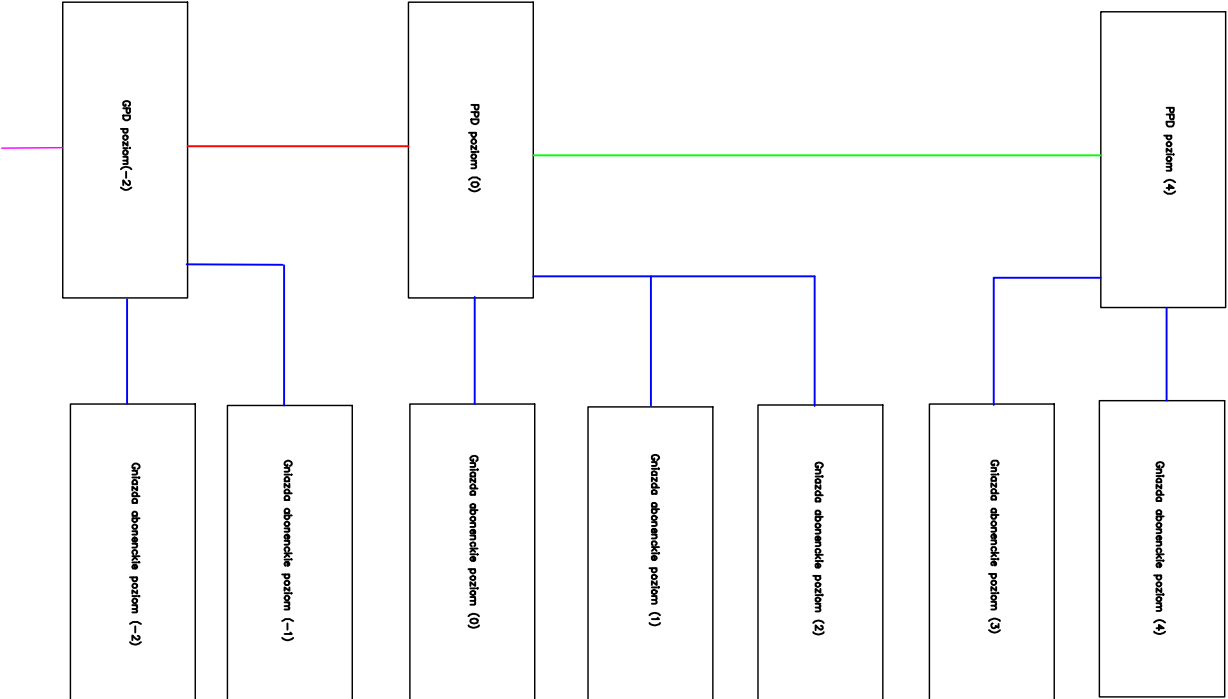 GPD poziom(-2)
PPD poziom (0)
PPD poziom (4)
Gniazda abonenckie poziom (-2)
Gniazda abonenckie poziom (-1)
Gniazda abonenckie poziom (0)
Gniazda abonenckie poziom (1)
Gniazda abonenckie poziom (2)
Gniazda abonenckie poziom (3)
Gniazda abonenckie poziom (4)